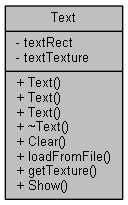 Text
- textRect
- textTexture
+ Text()
+ Text()
+ Text()
+ ~Text()
+ Clear()
+ loadFromFile()
+ getTexture()
+ Show()